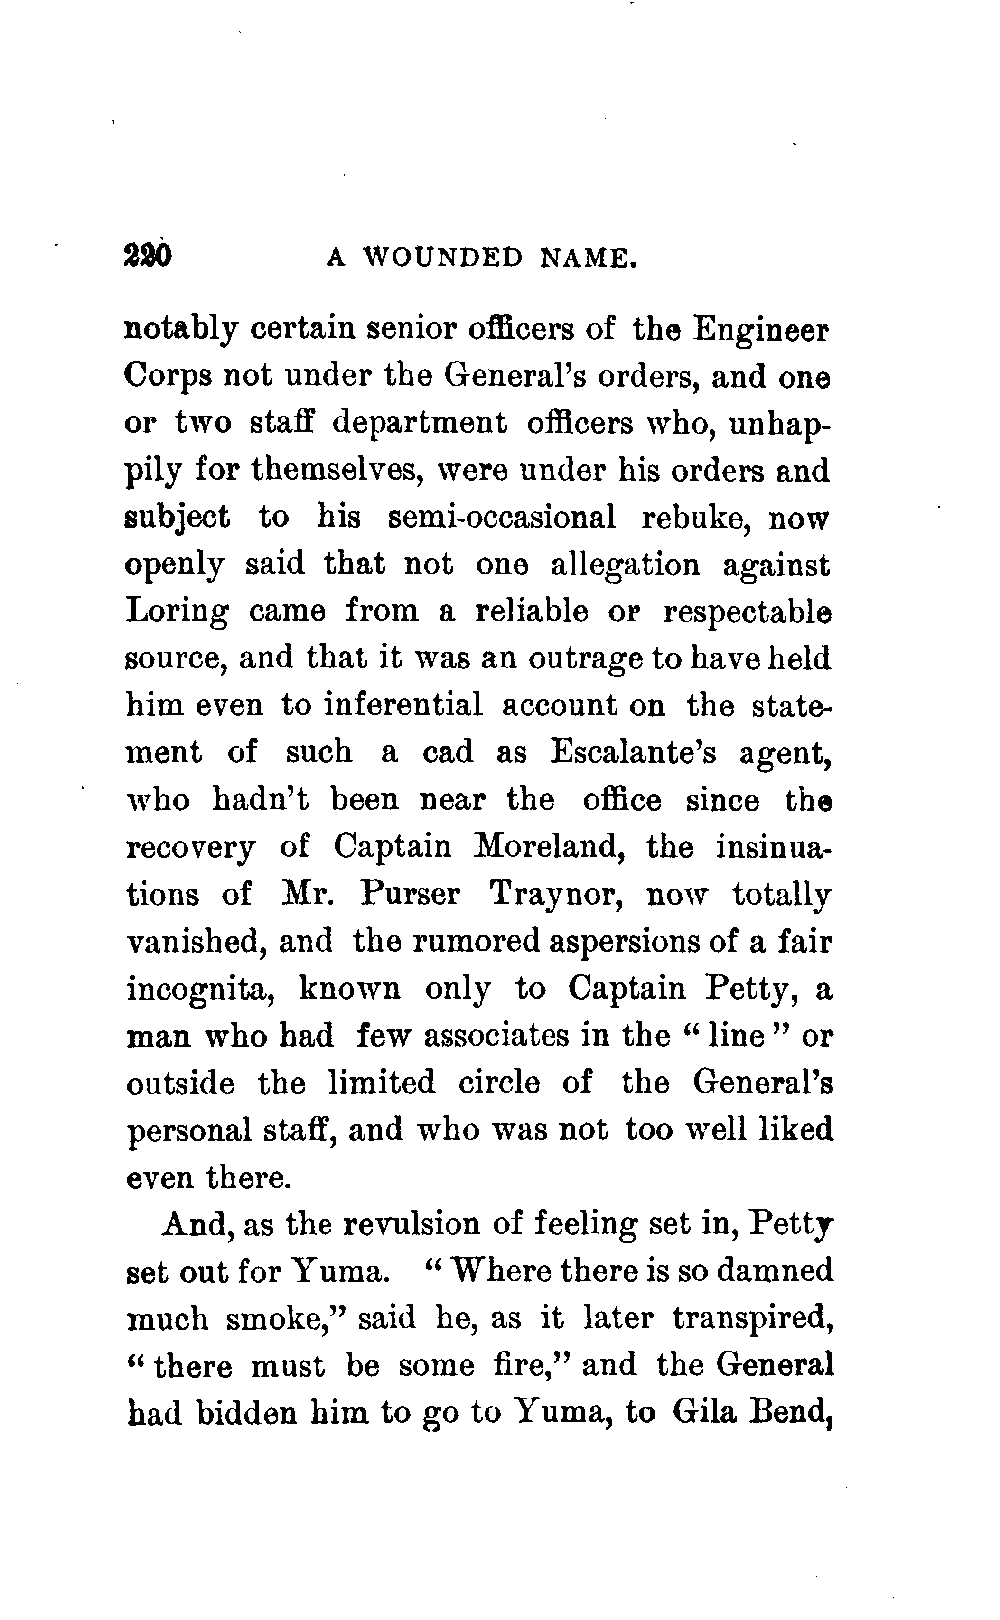 220 A WOUNDED NAME.
notably certain senior officers of the Engineer
Corps not under the General's orders, and one
or two staff department officers who, unhap-
pily for themselves, were under his orders and
subject to his semi-occasional rebuke, now
openly said that not one allegation against
Loring came from a reliable or respectable
source, and that it was an outrage to have held
him even to inferential account on the state-
ment of such a cad as Escalante's agent,
who hadn't been near the office since the
recovery of Captain Moreland, the insinua-
tions of Mr. Purser Traynor, now totally
vanished, and the rumored aspersions of a fair
incognita, known only to Captain Petty, a
man who had few associates in the “ line ” or
outside the limited circle of the General's
personal staff, and who was not too well liked
even there.
And, as the revulsion of feeling set in, Petty
set out for Yuma. “ Where there is so damned
much smoke,” said he, as it later transpired,
“ there must be some fire,” and the General
had bidden him to go to Yuma, to Gila Bend,